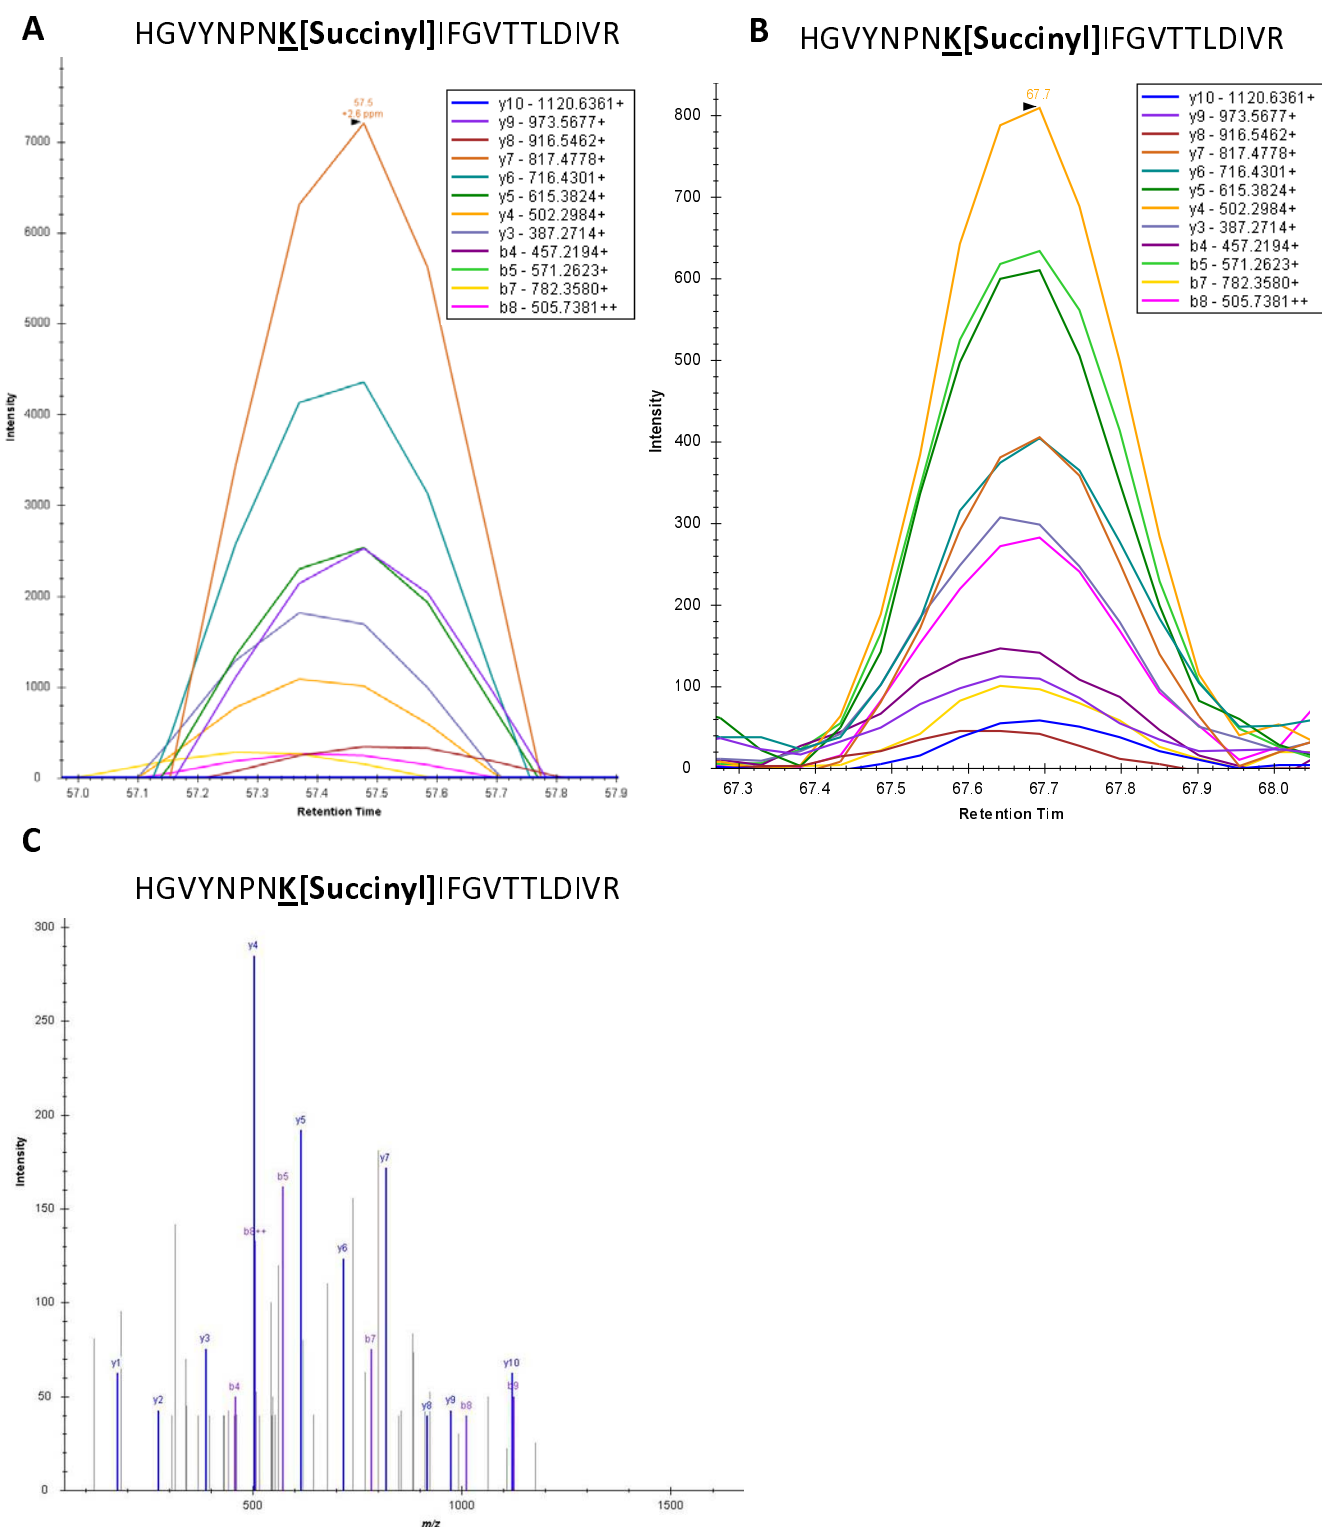 A
HGVYNPNK[Succinyl]IFGVTTLDIVR
57.5
+2.6 ppm
y10 - 1120.6361+
y9 - 973.5677+
y8 - 916.5462+
y7 - 817.4778+
y6 - 716.4301+
y5 - 615.3824+
y4 - 502.2984+
y3 - 387.2714+
b4 - 457.2194+
b5 - 571.2623+
b7 - 782.3580+
b8 - 505.7381++
7000
6000
5000
4000
3000
2000
1000
0
Intensity
57.0 57.1 57.2 57.3 57.4 57.5 57.6 57.7 57.8 57.9
Retention Time
B
HGVYNPNK[Succinyl]IFGVTTLDIVR
67.7
y10 - 1120.6361+
y9 - 973.5677+
y8 - 916.5462+
y7 - 817.4778+
y6 - 716.4301+
y5 - 615.3824+
y4 - 502.2984+
y3 - 387.2714+
b4 - 457.2194+
b5 - 571.2623+
b7 - 782.3580+
b8 - 505.7381++
800
700
600
500
400
300
200
100
0
Intensity
67.3 67.4 67.5 67.6 67.7 67.8 67.9 68.0
Retention Tim
C
HGVYNPNK[Succinyl]IFGVTTLDIVR
300
250
200
150
100
50
0
Intensity
y4
y5
y7
b5
b8++
y6
y3
b7
y1
y10
b4
b9
y2
y8
y9
b8
500 1000 1500
m/z